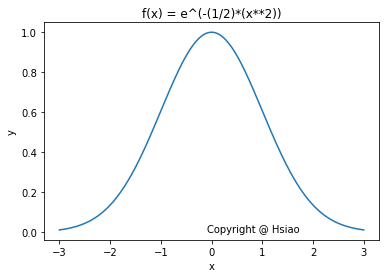 f(x) = e^(-(1/2)*(x**2))
1.0
0.8
0.6
y
0.4
0.2
0.0
Copyright @ Hsiao
−3 −2 −1 0 1 2 3
x